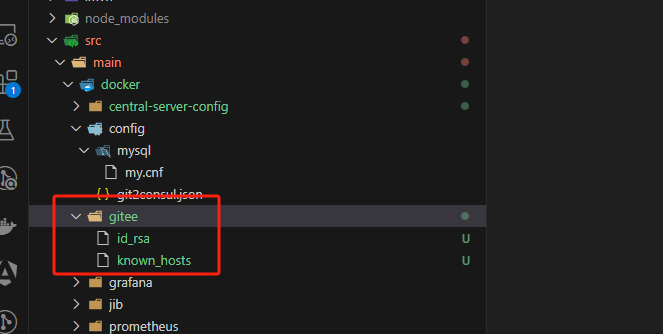 node_modules
src
main
docker
central-server-config
config
mysql
my.cnf
{ } git2consul.json
gitee
id_rsa U
known_hosts U
grafana
jib
prometheus
1